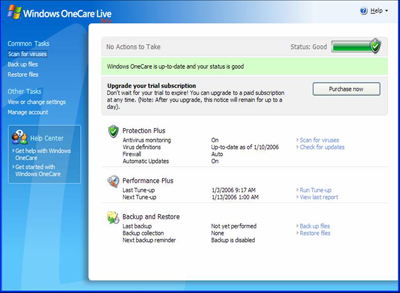 Windows OneCare Live
Help
Common Tasks
Scan for viruses
Back up files
Restore files
Other Tasks
View or change settings
Manage account
Help Center
Get help with Windows OneCare
Get started with Windows OneCare
No Actions to Take Status: Good
Windows OneCare is up-to-date and your status is good
Upgrade your trial subscription
Don't wait for your trial to expire! You can upgrade to a paid subscription
at any time. (Note: After you upgrade, this notice will remain for up to a
day).
Purchase now
Protection Plus
Antivirus monitoring On Scan for viruses
Virus definitions Up-to-date as of 1/10/2006 Check for updates
Firewall Auto
Automatic Updates On
Performance Plus
Last Tune-up 1/3/2006 9:17 AM Run Tune-up
Next Tune-up 1/13/2006 1:00 AM View last report
Backup and Restore
Last backup Not yet performed Back up files
Backup collection None Restore files
Next backup reminder Backup is disabled